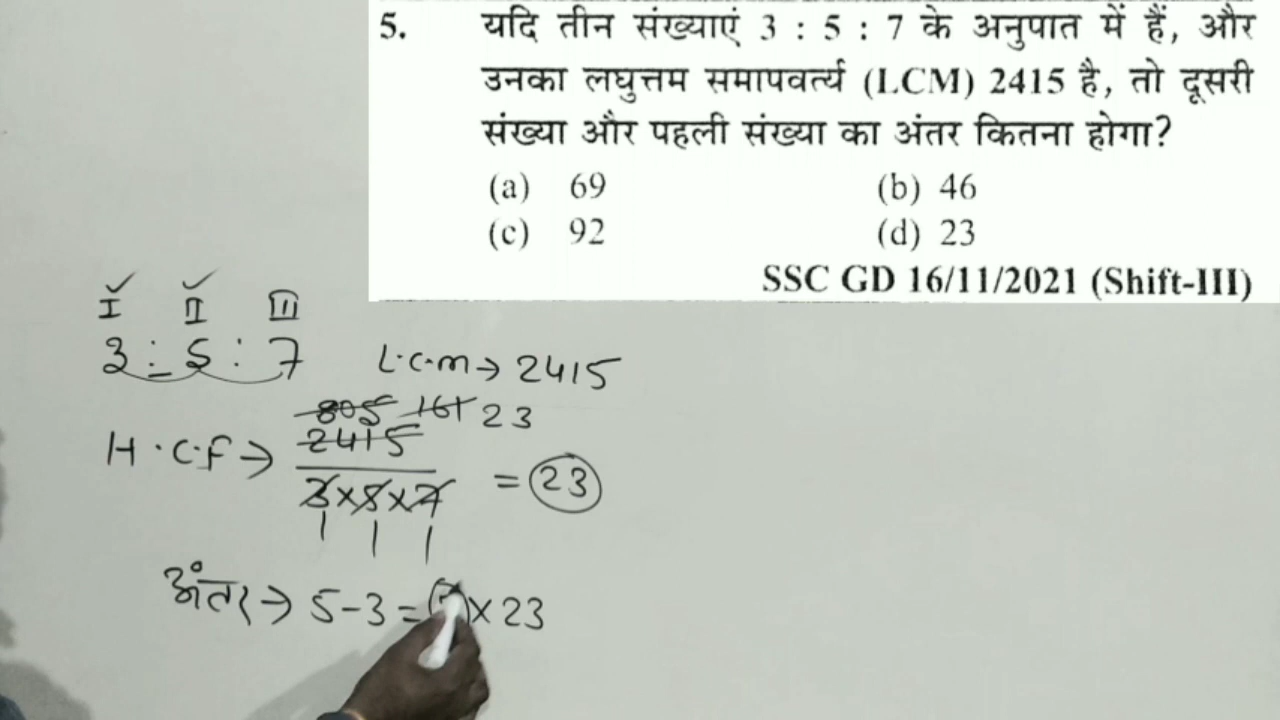 5. यदि तीन संख्याएं 3 : 5 : 7 के अनुपात में हैं, और
उनका लघुत्तम समापवर्त्य (LCM) 2415 है, तो दूसरी
संख्या और पहली संख्या का अंतर कितना होगा?
(a) 69 (b) 46
(c) 92 (d) 23
SSC GD 16/11/2021 (Shift-III)
I II III
3 : 5 : 7 L.C.M → 2415
805 161 23
H.C.F → 2415
= 23
3×5×7
1 1 1
अंतर → 5-3 = × 23